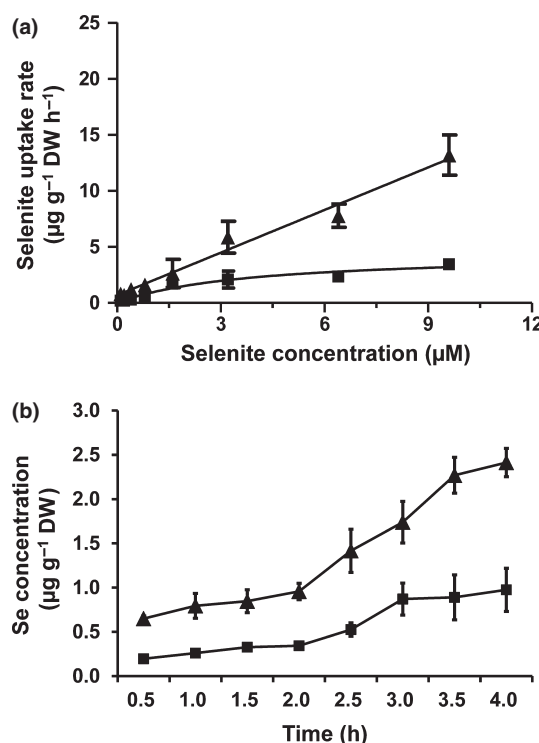 (a)
25
20
15
10
5
0
0
3
6
9
12
Selenite uptake rate
(µg g⁻¹ DW h⁻¹)
Selenite concentration (µM)
(b)
3.0
2.5
2.0
1.5
1.0
0.5
0.0
0.5 1.0 1.5 2.0 2.5 3.0 3.5 4.0
Se concentration
(µg g⁻¹ DW)
Time (h)